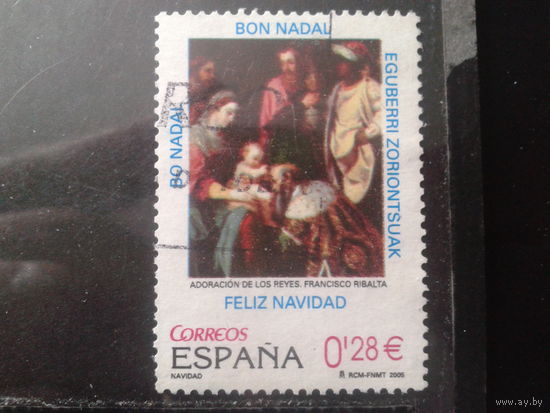 BON NADAL
BO NADAL
EGUBERRI ZORIONTSUAK
ADORACIÓN DE LOS REYES. FRANCISCO RIBALTA
FELIZ NAVIDAD
CORREOS
ESPAÑA
0'28 €
NAVIDAD
RCM-FNMT 2005
www.ay.by